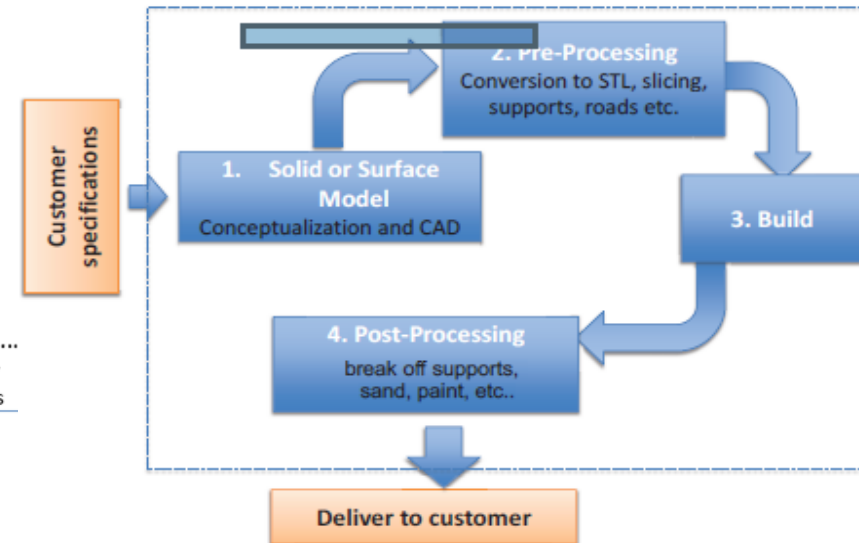 2. Pre-Processing
Conversion to STL, slicing,
supports, roads etc.
Customer
specifications
1. Solid or Surface
Model
Conceptualization and CAD
3. Build
...
s
4. Post-Processing
break off supports,
sand, paint, etc..
Deliver to customer